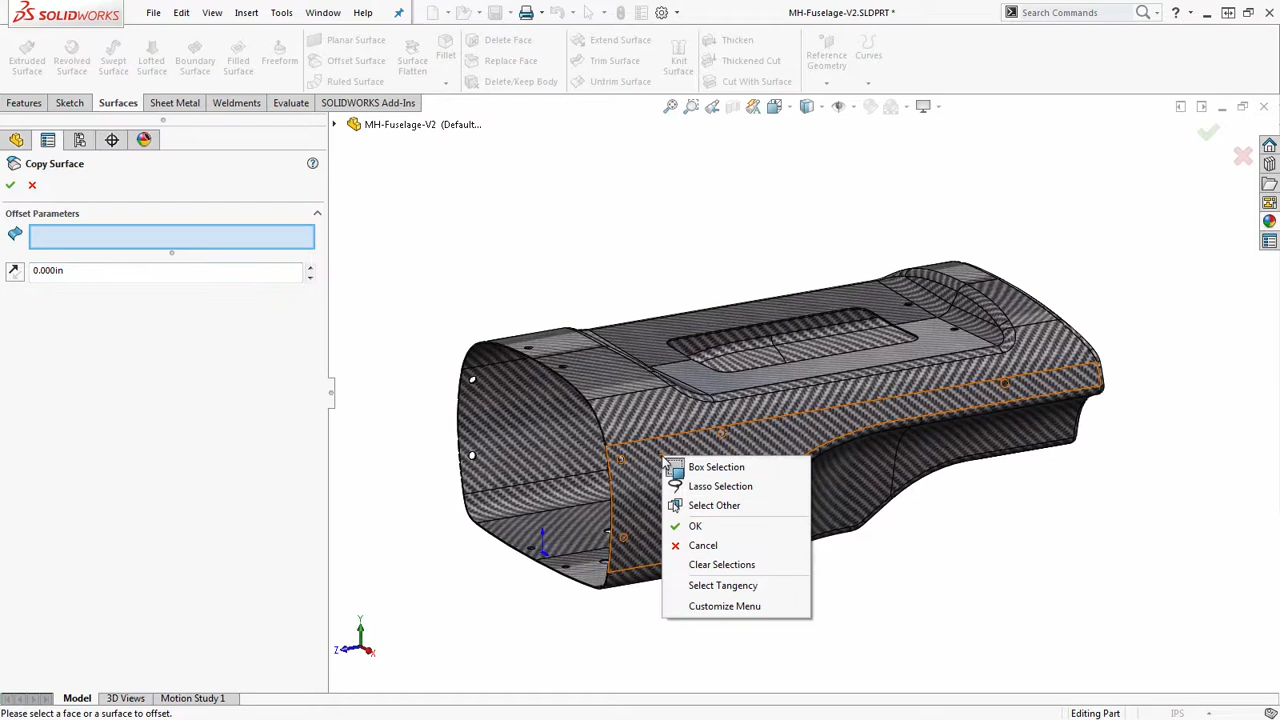 SOLIDWORKS
File Edit View Insert Tools Window Help
MH-Fuselage-V2.SLDPRT *
Search Commands
Extruded Surface
Revolved Surface
Swept Surface
Lofted Surface
Boundary Surface
Filled Surface
Freeform
Planar Surface
Offset Surface
Ruled Surface
Surface Flatten
Fillet
Delete Face
Replace Face
Delete/Keep Body
Extend Surface
Trim Surface
Untrim Surface
Knit Surface
Thicken
Thickened Cut
Cut With Surface
Reference Geometry
Curves
Features Sketch Surfaces Sheet Metal Weldments Evaluate SOLIDWORKS Add-Ins
MH-Fuselage-V2 (Default...
Copy Surface
Offset Parameters
0.000in
Box Selection
Lasso Selection
Select Other
OK
Cancel
Clear Selections
Select Tangency
Customize Menu
Y
Z
X
Model 3D Views Motion Study 1
Please select a face or a surface to offset.
Editing Part
IPS